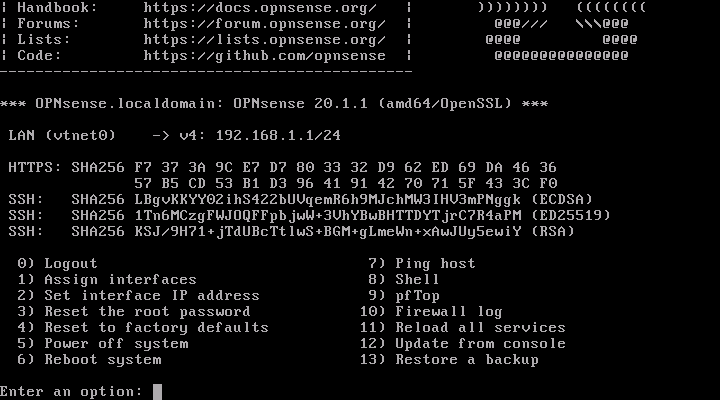 | Handbook:   https://docs.opnsense.org/   |        ))))))))   ((((((((
| Forums:     https://forum.opnsense.org/  |          @@@///   \\\@@@
| Lists:      https://lists.opnsense.org/  |         @@@@         @@@@
| Code:       https://github.com/opnsense  |          @@@@@@@@@@@@@@@
----------------------------------------------
*** OPNsense.localdomain: OPNsense 20.1.1 (amd64/OpenSSL) ***
LAN (vtnet0)    -> v4: 192.168.1.1/24
HTTPS: SHA256 F7 37 3A 9C E7 D7 80 33 32 D9 62 ED 69 DA 46 36
57 B5 CD 53 B1 D3 96 41 91 42 70 71 5F 43 3C F0
SSH:   SHA256 LBgvKKYY02ihS422bUVqemR6h9MJchMW3IHV3mPNggk (ECDSA)
SSH:   SHA256 1Tn6MCzgFWJOQFFpbjwW+3VhYBwBHTTDYTjrC7R4aPM (ED25519)
SSH:   SHA256 KSJ/9H71+jTdUBcTtlwS+BGM+gLmeWn+xAwJUy5ewiY (RSA)
0) Logout                              7) Ping host
1) Assign interfaces                   8) Shell
2) Set interface IP address            9) pfTop
3) Reset the root password            10) Firewall log
4) Reset to factory defaults          11) Reload all services
5) Power off system                   12) Update from console
6) Reboot system                      13) Restore a backup
Enter an option: